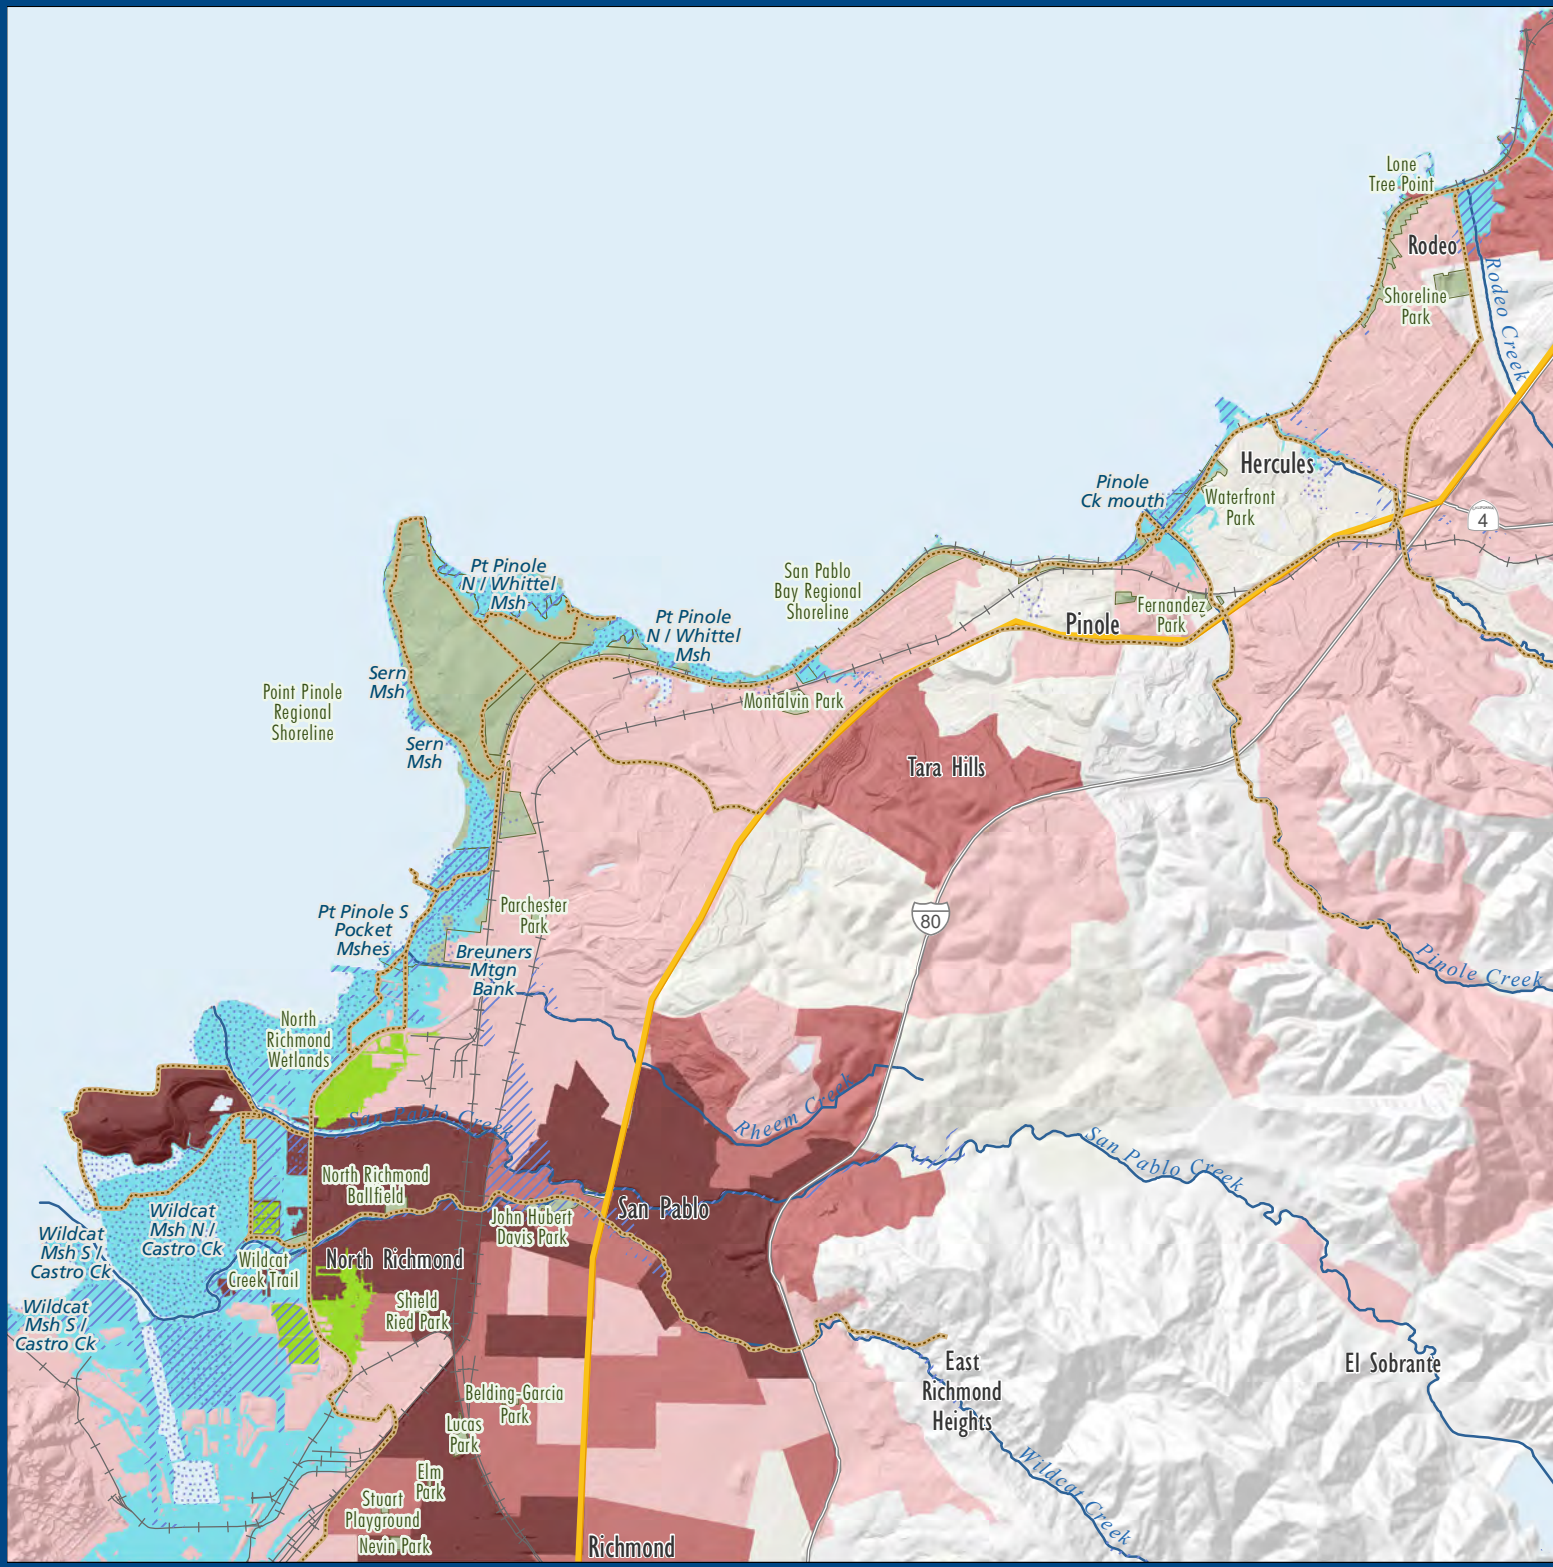 Lone
Tree Point
Rodeo
Rodeo Creek
Shoreline
Park
Hercules
Pinole
Ck mouth
Waterfront
Park
CALIFORNIA
4
Pt Pinole
N / Whittel
Msh
San Pablo
Bay Regional
Shoreline
Fernandez
Park
Pinole
Pt Pinole
N / Whittel
Msh
Sern
Msh
Point Pinole
Regional
Shoreline
Montalvin Park
Sern
Msh
Tara Hills
Parchester
Park
80
Pt Pinole S
Pocket
Mshes
Breuners
Mtgn
Bank
Pinole Creek
North
Richmond
Wetlands
San Pablo Creek
Rheem Creek
San Pablo Creek
North Richmond
Ballfield
San Pablo
John Hubert
Davis Park
Wildcat
Msh N /
Castro Ck
Wildcat
Msh S \
Castro Ck
Wildcat
Creek Trail
North Richmond
Shield
Ried Park
Wildcat
Msh S /
Castro Ck
East
Richmond
Heights
El Sobrante
Belding-Garcia
Park
Lucas
Park
Wildcat Creek
Elm
Park
Stuart
Playground
Nevin Park
Richmond